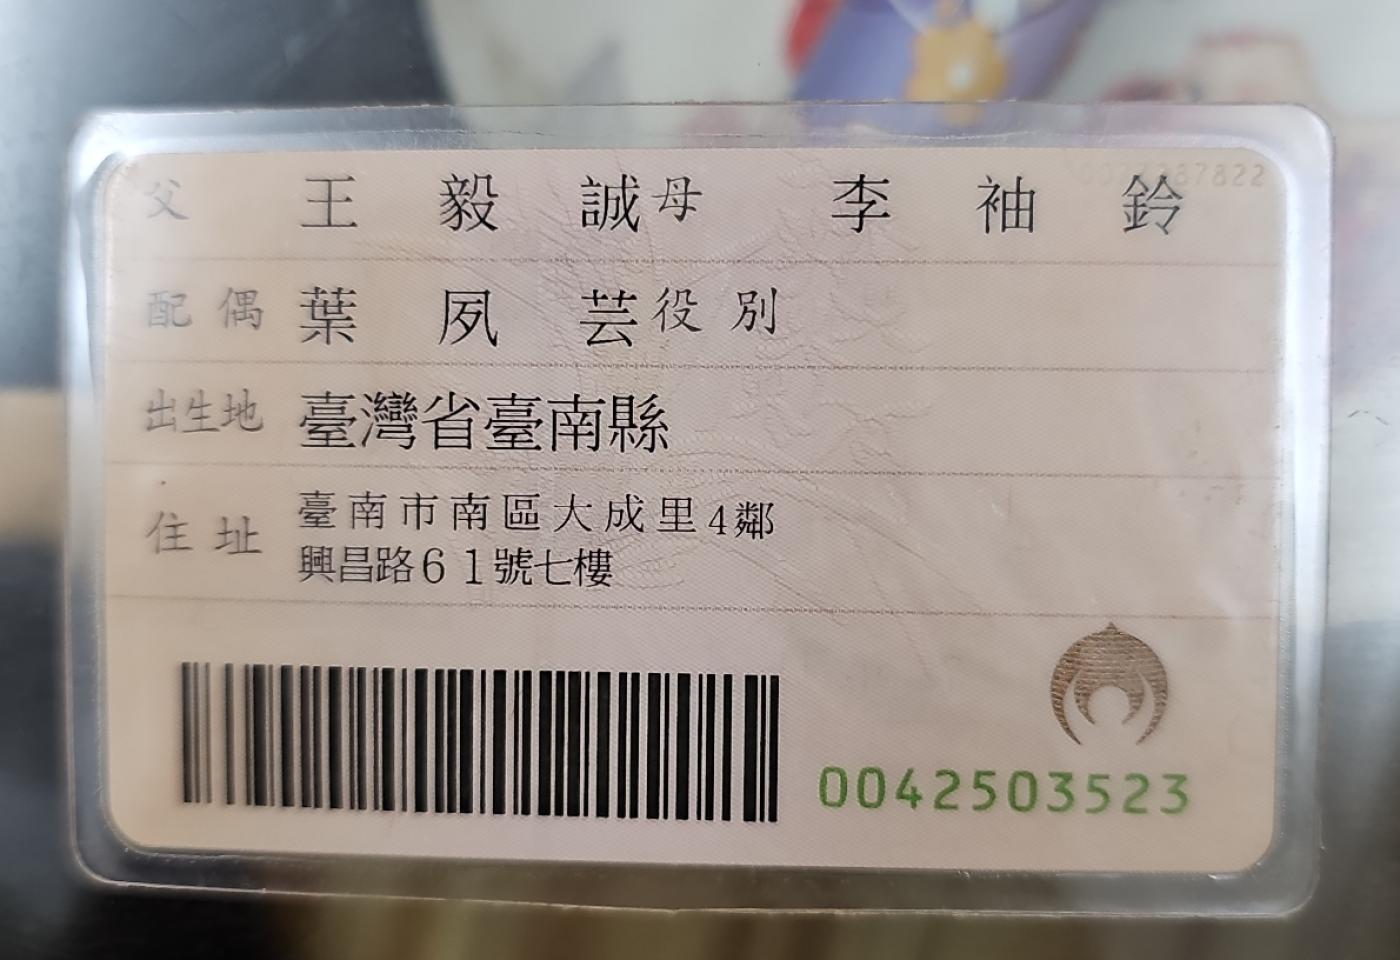 父 王毅誠 母 李袖鈴
配偶 葉夙芸 役別
出生地 臺灣省臺南縣
住址 臺南市南區大成里4鄰
興昌路61號七樓
0042503523